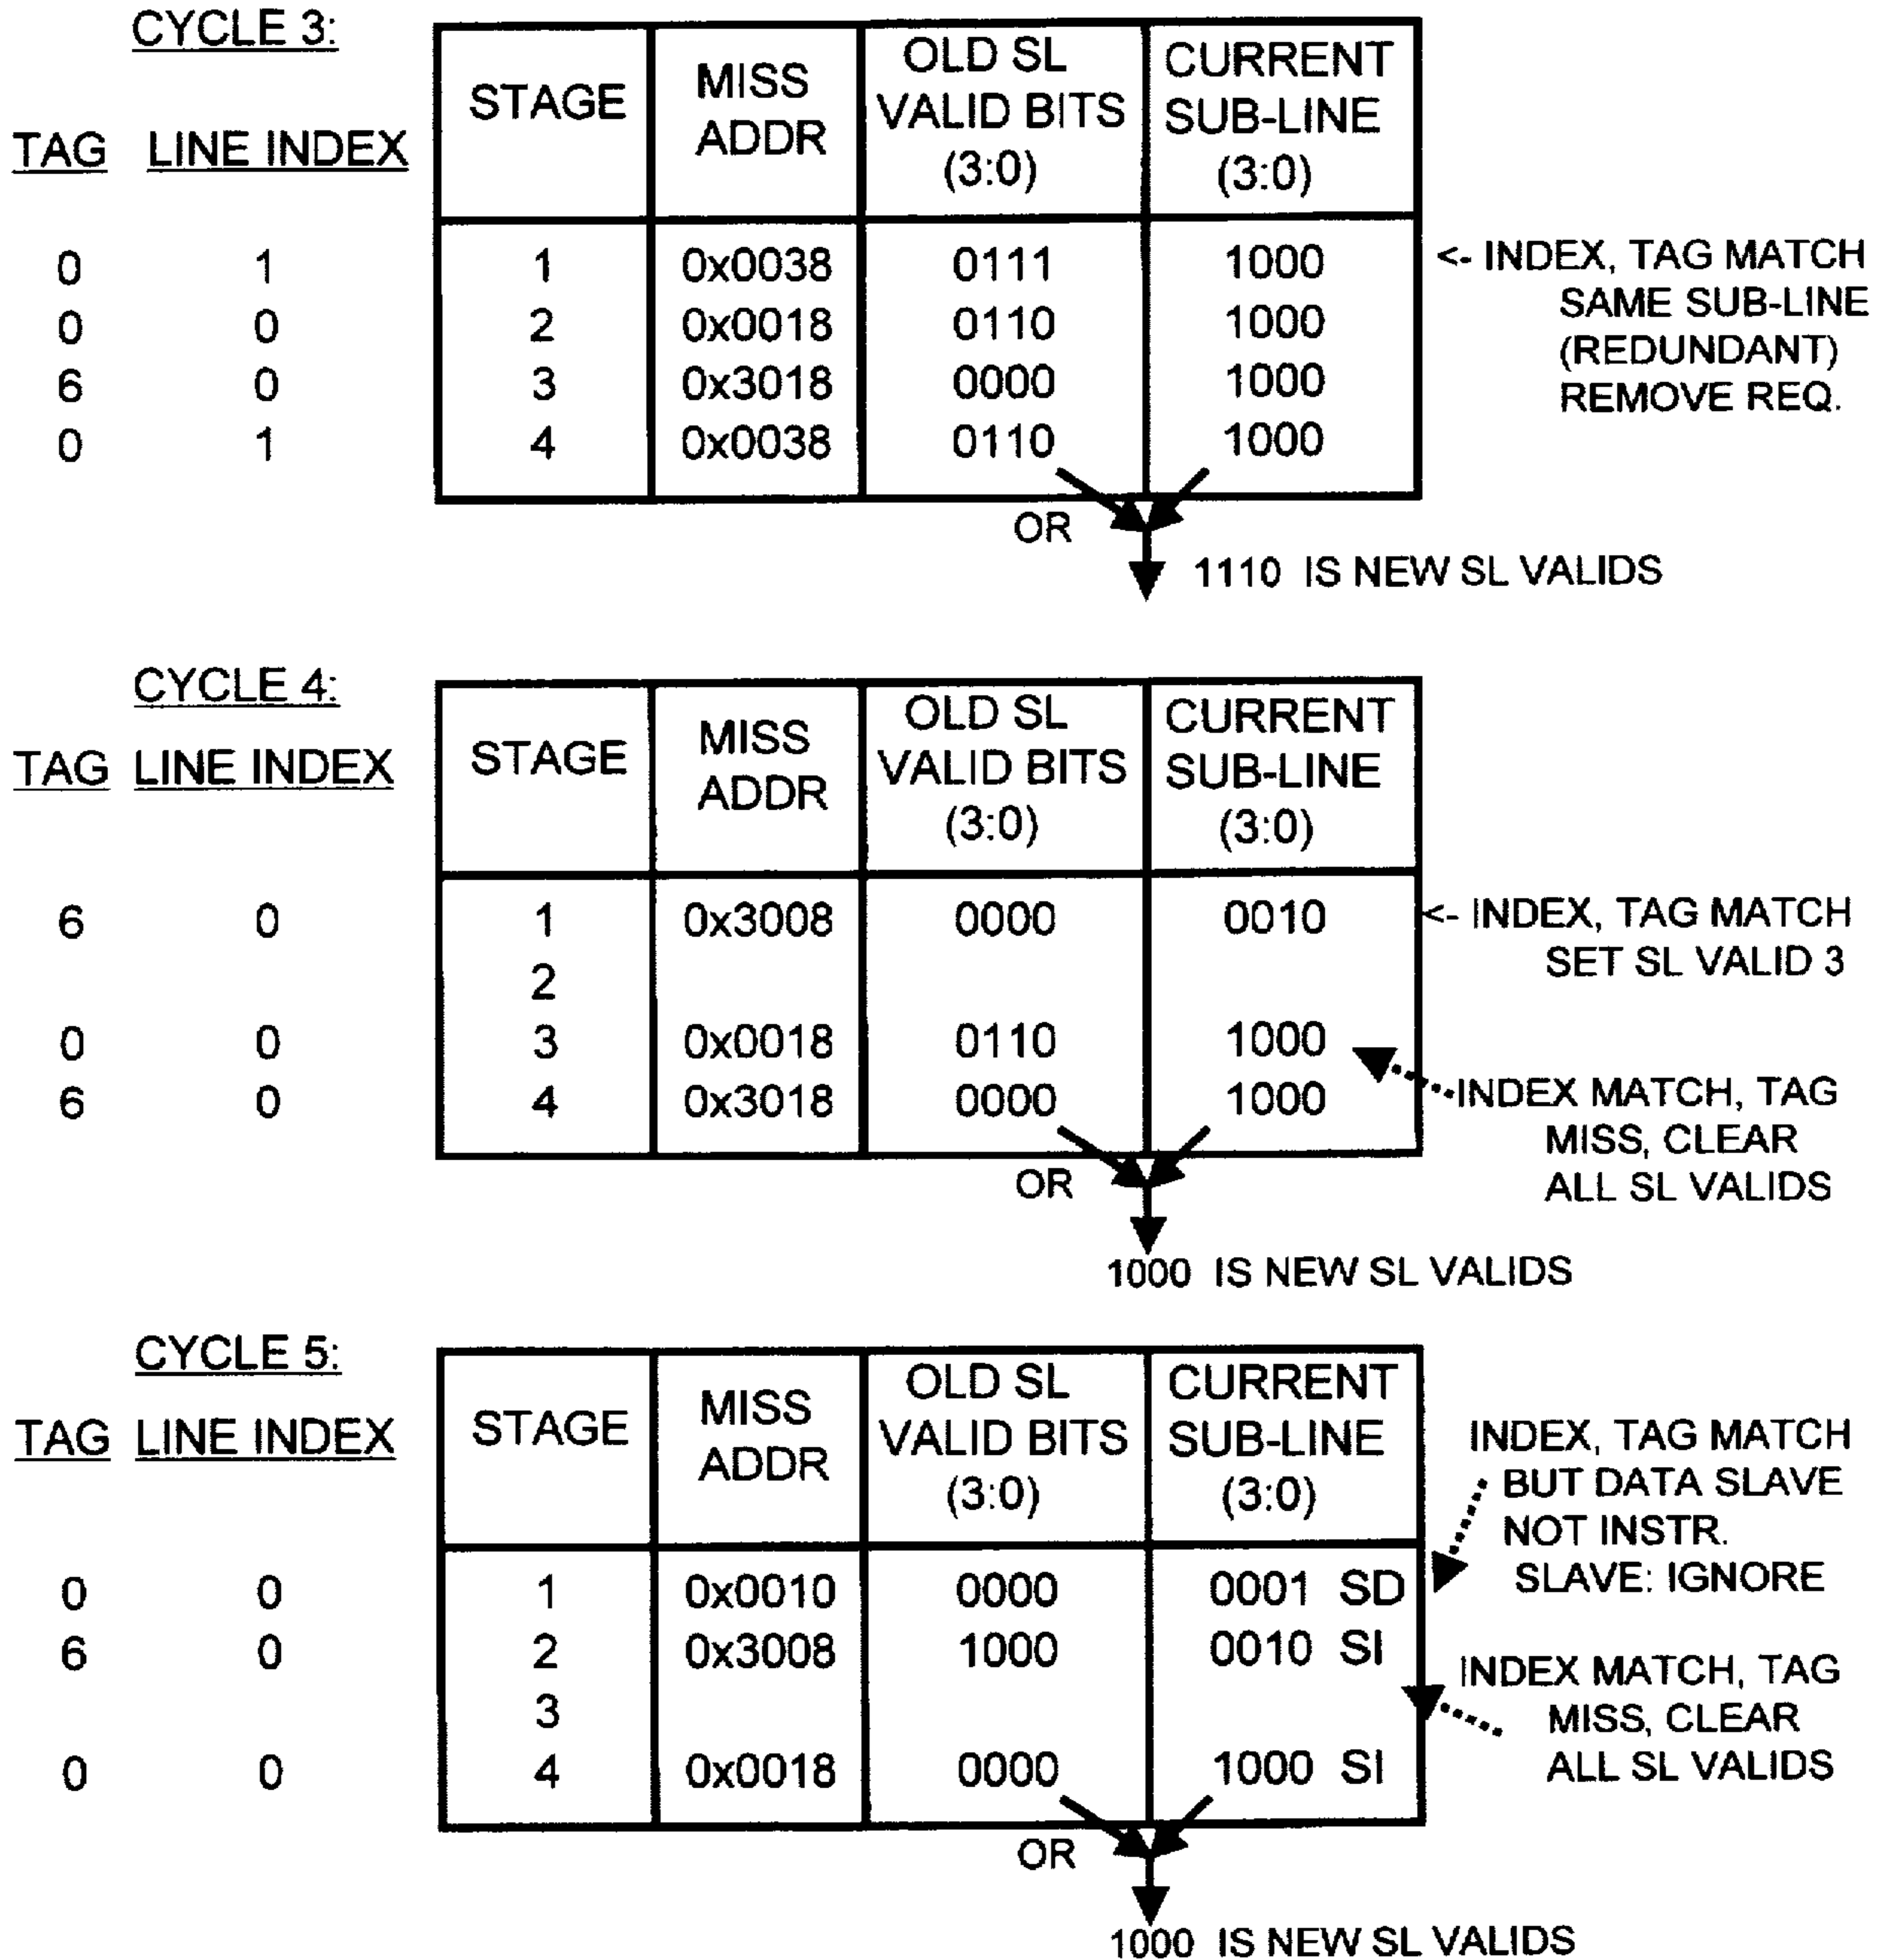 CYCLE 3:
TAG LINE INDEX
STAGE MISS ADDR OLD SL VALID BITS (3:0) CURRENT SUB-LINE (3:0)
0 1 1 0x0038 0111 1000 <- INDEX, TAG MATCH
SAME SUB-LINE
0 0 2 0x0018 0110 1000
(REDUNDANT)
6 0 3 0x3018 0000 1000
REMOVE REQ.
0 1 4 0x0038 0110 1000
OR
1110 IS NEW SL VALIDS
CYCLE 4:
TAG LINE INDEX
STAGE MISS ADDR OLD SL VALID BITS (3:0) CURRENT SUB-LINE (3:0)
6 0 1 0x3008 0000 0010 <- INDEX, TAG MATCH
SET SL VALID 3
2
0 0 3 0x0018 0110 1000
6 0 4 0x3018 0000 1000
INDEX MATCH, TAG
MISS, CLEAR
ALL SL VALIDS
OR
1000 IS NEW SL VALIDS
CYCLE 5:
TAG LINE INDEX
STAGE MISS ADDR OLD SL VALID BITS (3:0) CURRENT SUB-LINE (3:0)
INDEX, TAG MATCH
BUT DATA SLAVE
NOT INSTR.
SLAVE: IGNORE
0 0 1 0x0010 0000 0001 SD
6 0 2 0x3008 1000 0010 SI
INDEX MATCH, TAG
MISS, CLEAR
ALL SL VALIDS
3
0 0 4 0x0018 0000 1000 SI
OR
1000 IS NEW SL VALIDS